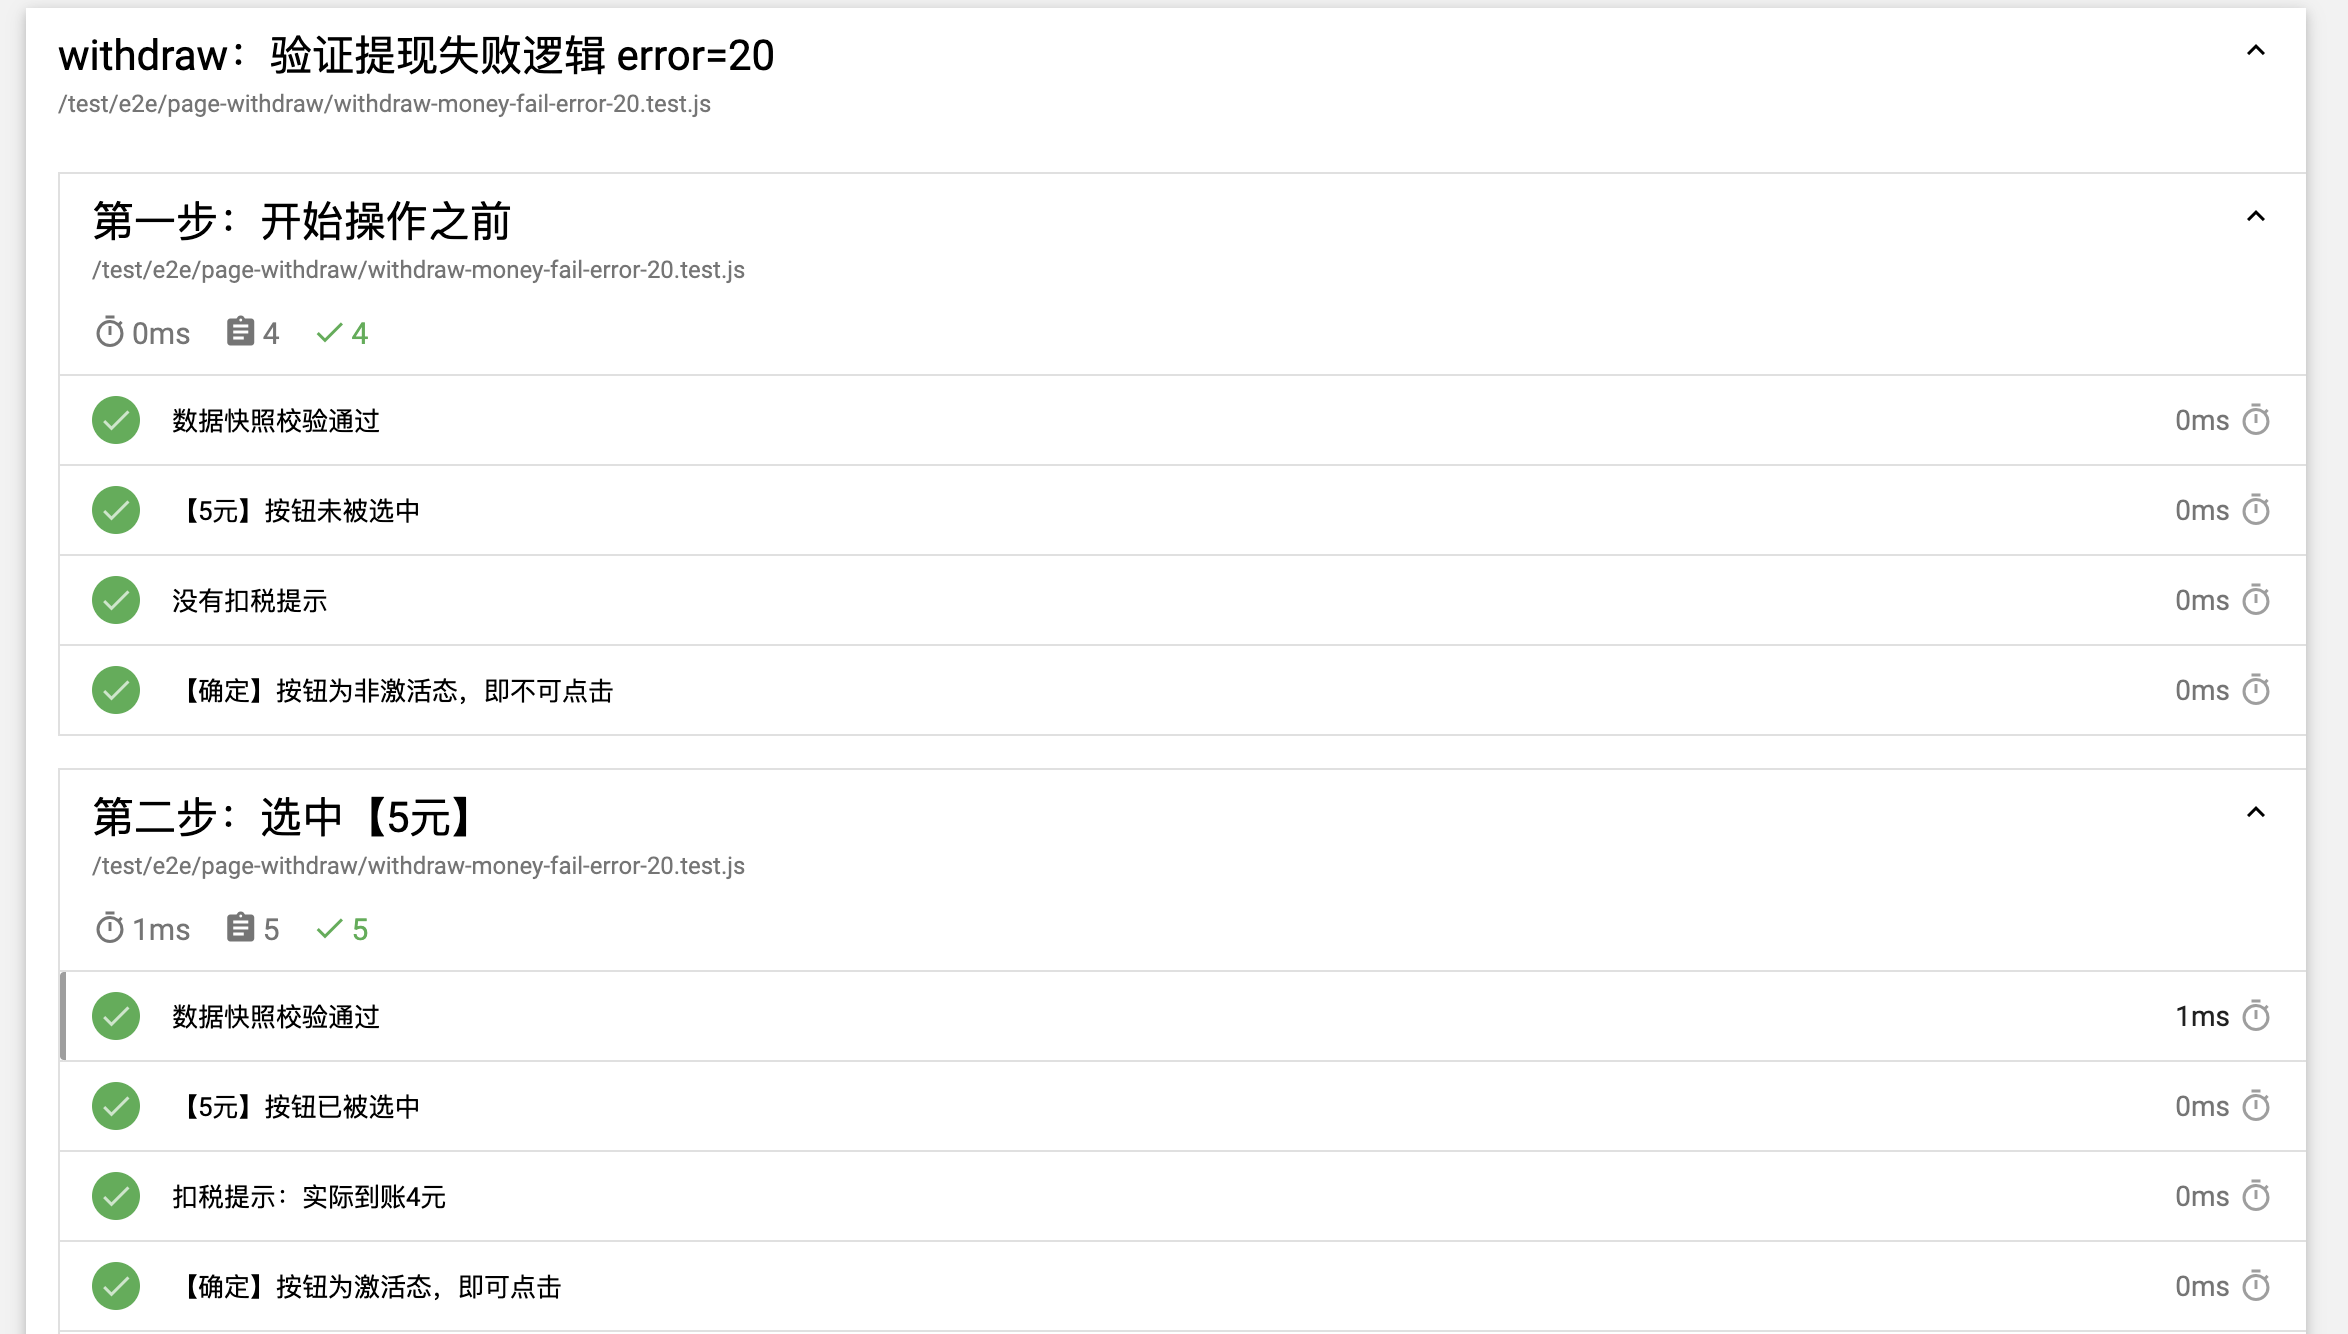 withdraw：验证提现失败逻辑 error=20
/test/e2e/page-withdraw/withdraw-money-fail-error-20.test.js
第一步：开始操作之前
/test/e2e/page-withdraw/withdraw-money-fail-error-20.test.js
0ms 4 4
数据快照校验通过 0ms
【5元】按钮未被选中 0ms
没有扣税提示 0ms
【确定】按钮为非激活态，即不可点击 0ms
第二步：选中【5元】
/test/e2e/page-withdraw/withdraw-money-fail-error-20.test.js
1ms 5 5
数据快照校验通过 1ms
【5元】按钮已被选中 0ms
扣税提示：实际到账4元 0ms
【确定】按钮为激活态，即可点击 0ms